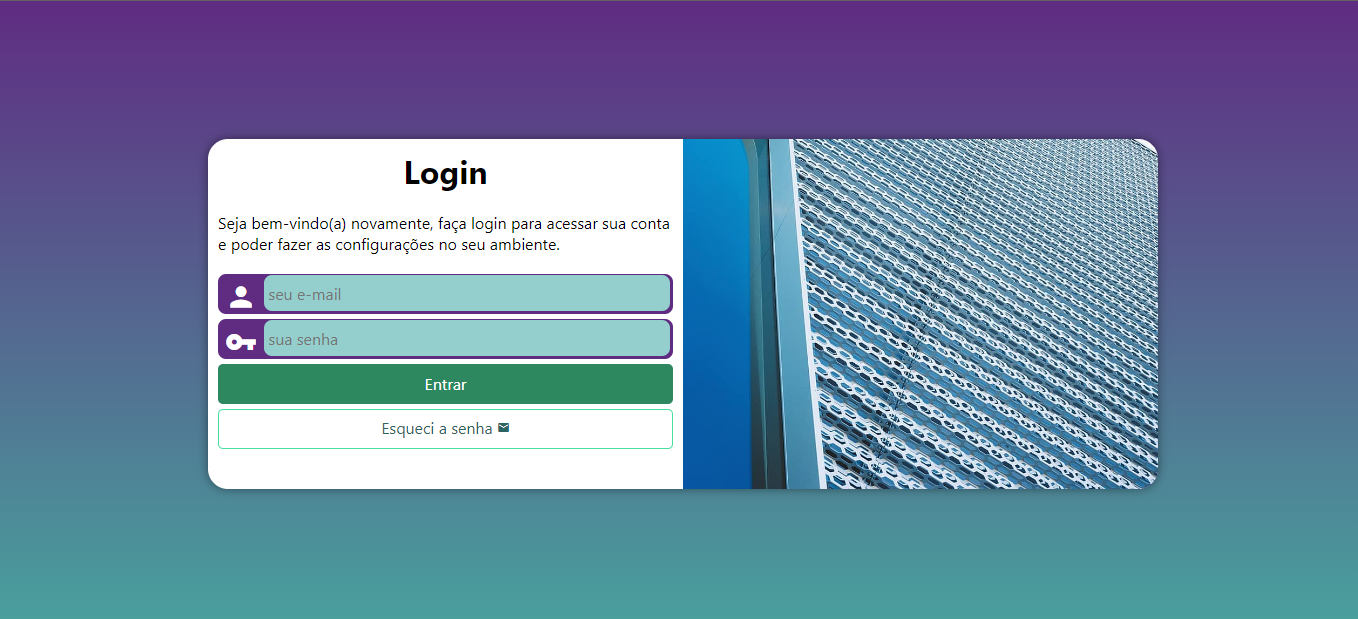 Login
Seja bem-vindo(a) novamente, faça login para acessar sua conta
e poder fazer as configurações no seu ambiente.
seu e-mail
sua senha
Entrar
Esqueci a senha